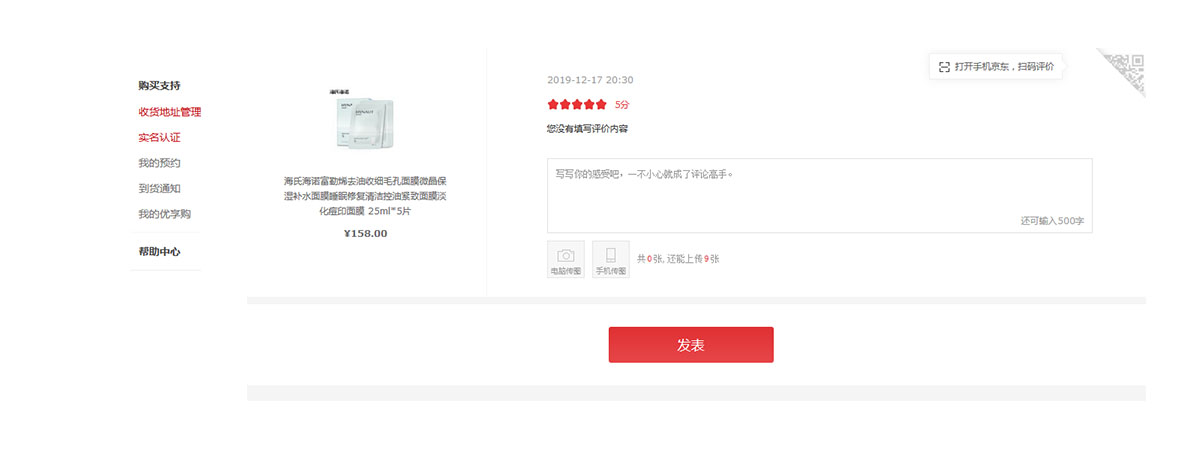 购买支持
收货地址管理
实名认证
我的预约
到货通知
我的优享购
帮助中心
海氏海诺
海氏海诺富勒烯去油收细毛孔面膜微晶保
湿补水面膜睡眠修复清洁控油紧致面膜淡
化痘印面膜 25ml*5片
¥158.00
打开手机京东，扫码评价
2019-12-17 20:30
5分
您没有填写评价内容
写写你的感受吧，一不小心就成了评论高手。
还可输入500字
电脑传图
手机传图
共0张, 还能上传9张
发表